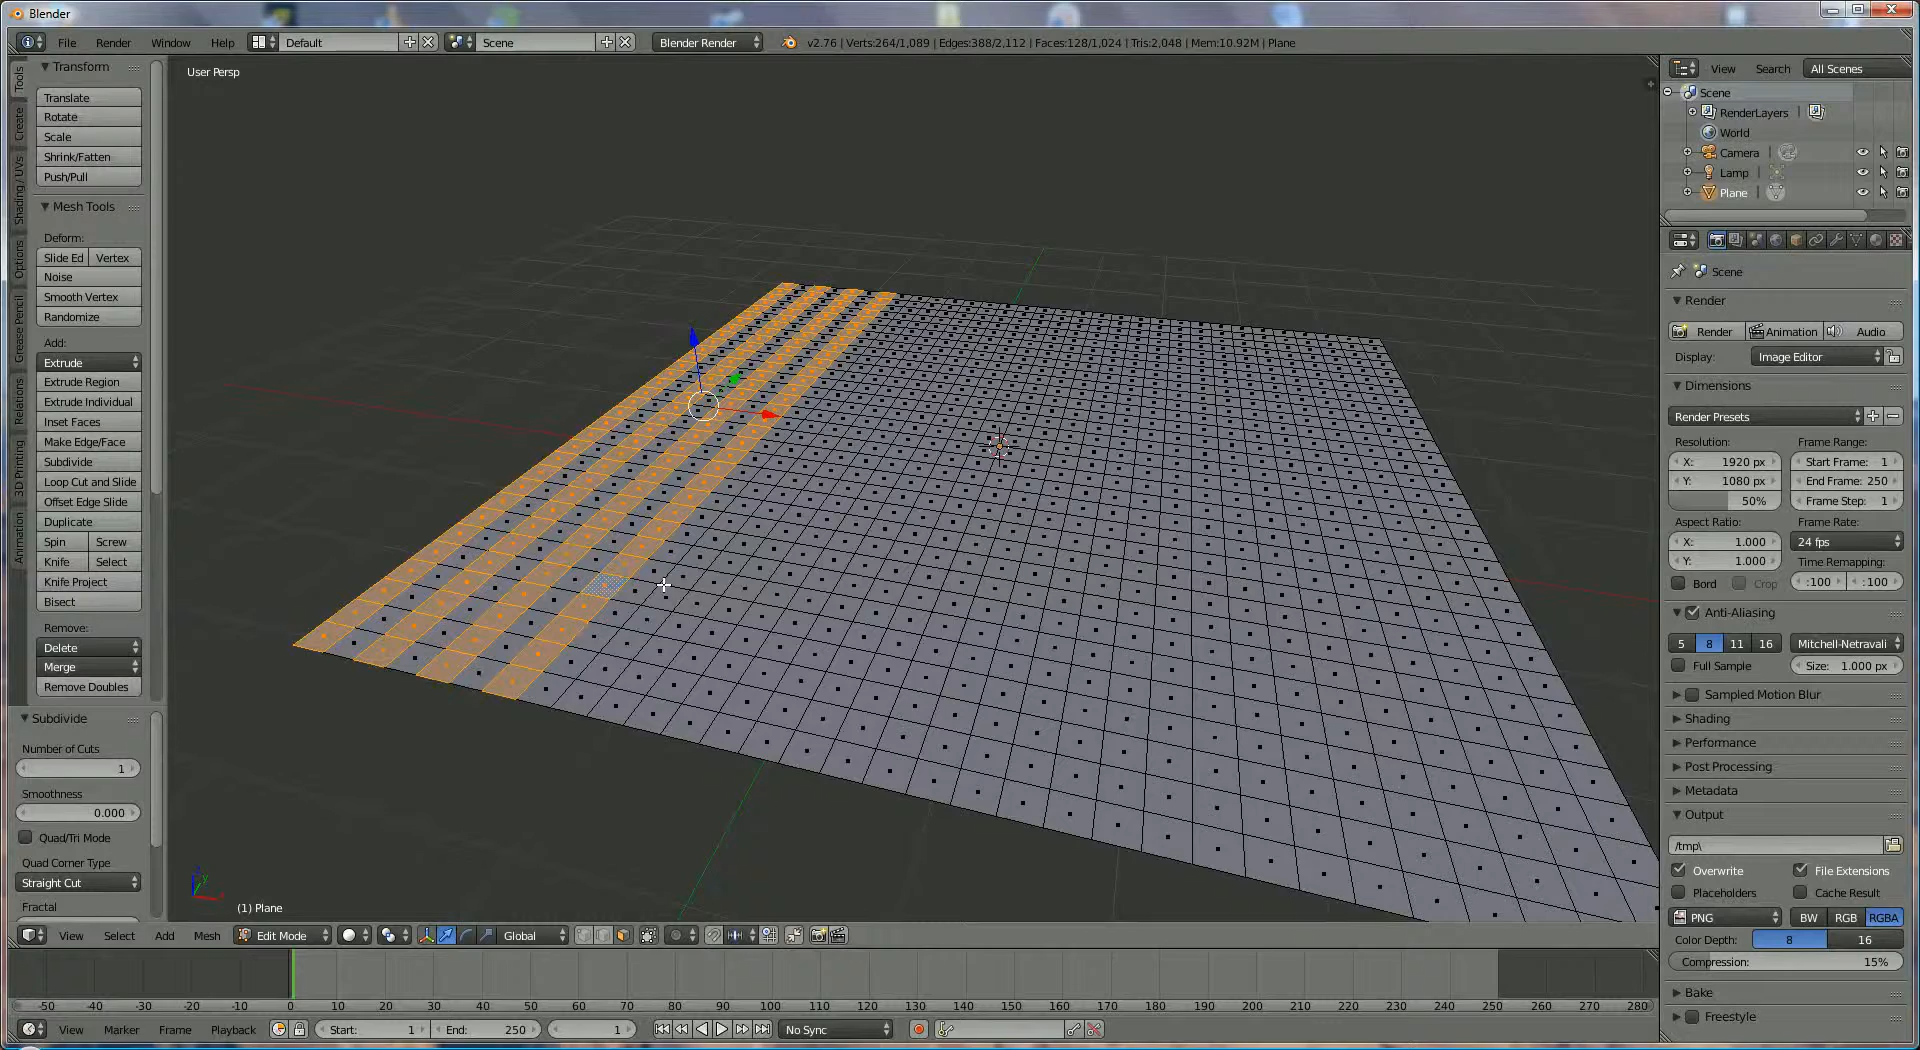 Blender
File Render Window Help Default Scene Blender Render v2.76 | Verts:264/1,089 | Edges:388/2,112 | Faces:128/1,024 | Tris:2,048 | Mem:10.92M | Plane
Tools
Create
Shading / UVs
Options
Grease Pencil
Relations
3D Printing
Animation
Transform
Translate
Rotate
Scale
Shrink/Fatten
Push/Pull
Mesh Tools
Deform:
Slide Ed Vertex
Noise
Smooth Vertex
Randomize
Add:
Extrude
Extrude Region
Extrude Individual
Inset Faces
Make Edge/Face
Subdivide
Loop Cut and Slide
Offset Edge Slide
Duplicate
Spin Screw
Knife Select
Knife Project
Bisect
Remove:
Delete
Merge
Remove Doubles
Subdivide
Number of Cuts
1
Smoothness
0.000
Quad/Tri Mode
Quad Corner Type
Straight Cut
Fractal
User Persp
(1) Plane
View Select Add Mesh Edit Mode Global
-50 -40 -30 -20 -10 0 10 20 30 40 50 60 70 80 90 100 110 120 130 140 150 160 170 180 190 200 210 220 230 240 250 260 270 280
View Marker Frame Playback Start: 1 End: 250 1 No Sync
View Search All Scenes
Scene
RenderLayers
World
Camera
Lamp
Plane
Scene
Render
Render Animation Audio
Display: Image Editor
Dimensions
Render Presets
Resolution: Frame Range:
X: 1920 px Start Frame: 1
Y: 1080 px End Frame: 250
50% Frame Step: 1
Aspect Ratio: Frame Rate:
X: 1.000 24 fps
Y: 1.000 Time Remapping:
Bord Crop :100 :100
Anti-Aliasing
5 8 11 16 Mitchell-Netravali
Full Sample Size: 1.000 px
Sampled Motion Blur
Shading
Performance
Post Processing
Metadata
Output
/tmp\
Overwrite File Extensions
Placeholders Cache Result
PNG BW RGB RGBA
Color Depth: 8 16
Compression: 15%
Bake
Freestyle